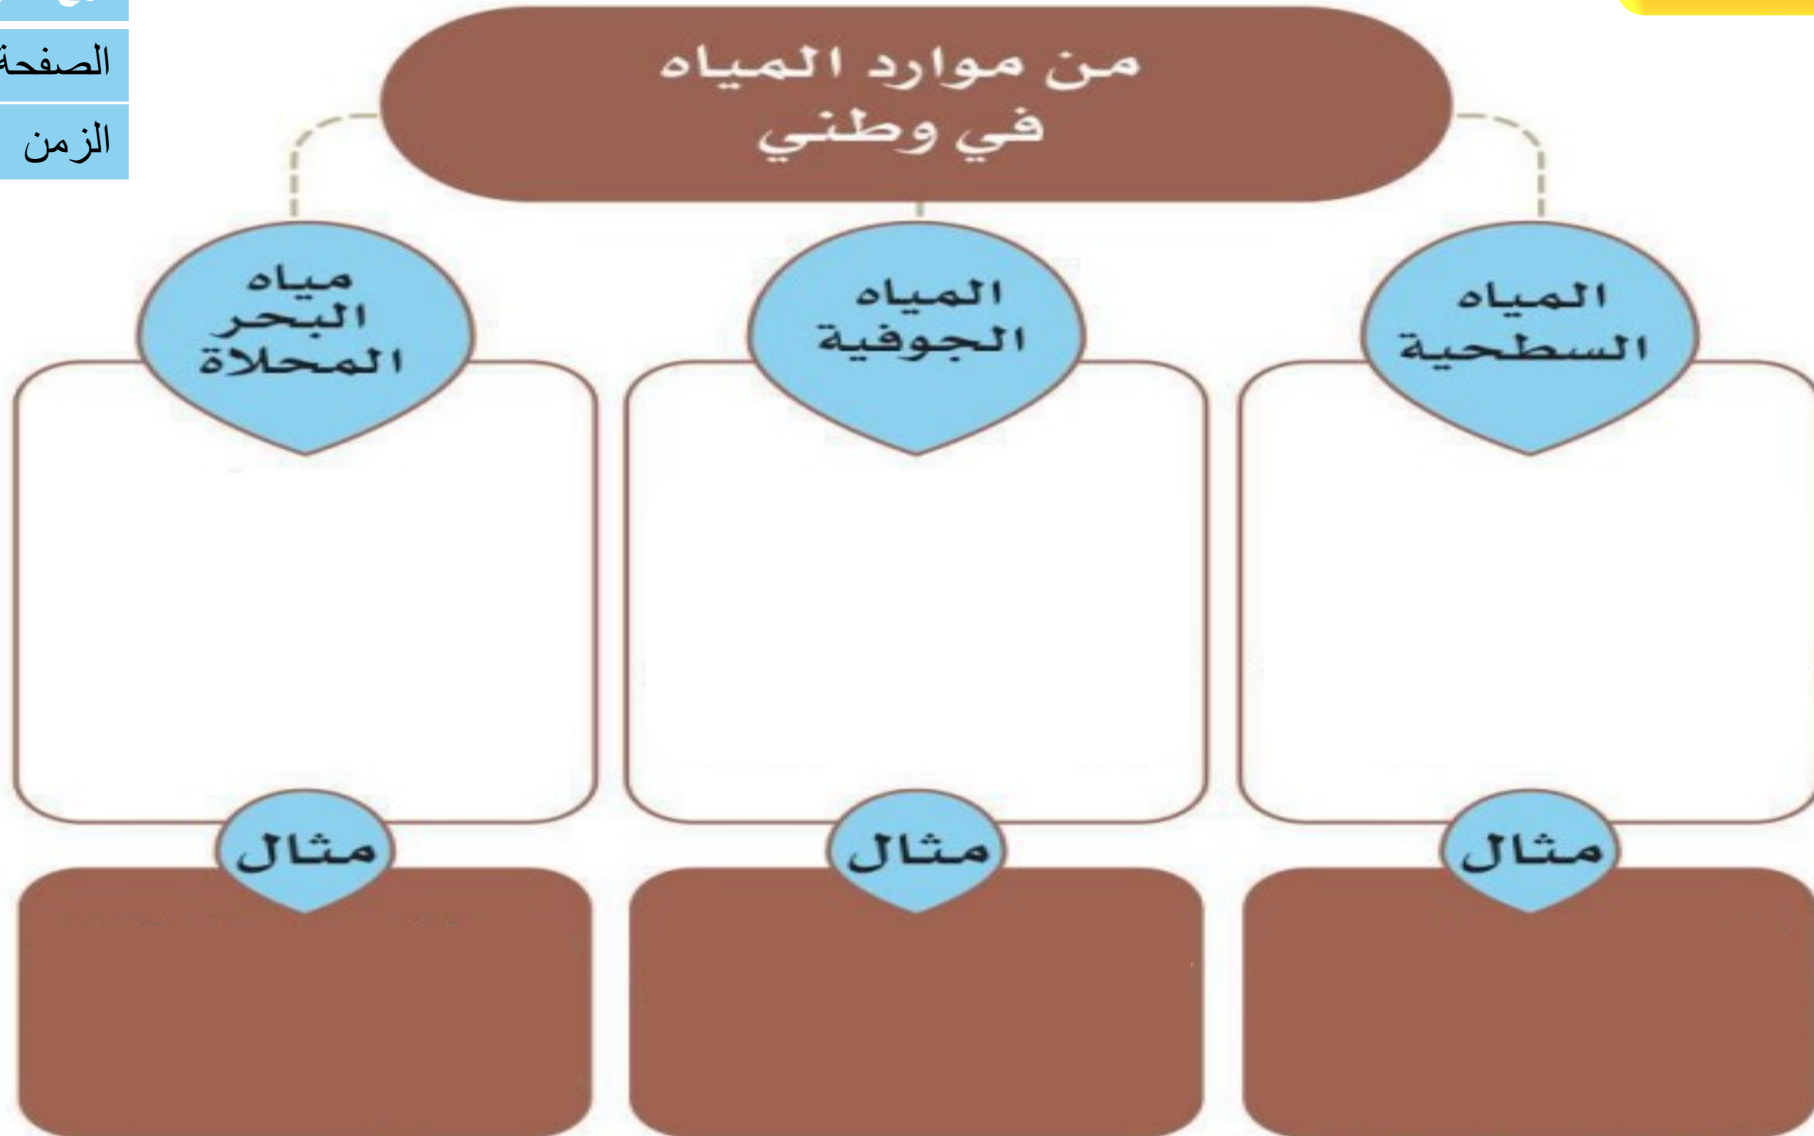 الصفحة
الزمن
من موارد المياه
في وطني
المياه
السطحية
المياه
الجوفية
مياه
البحر
المحلاة
مثال
مثال
مثال